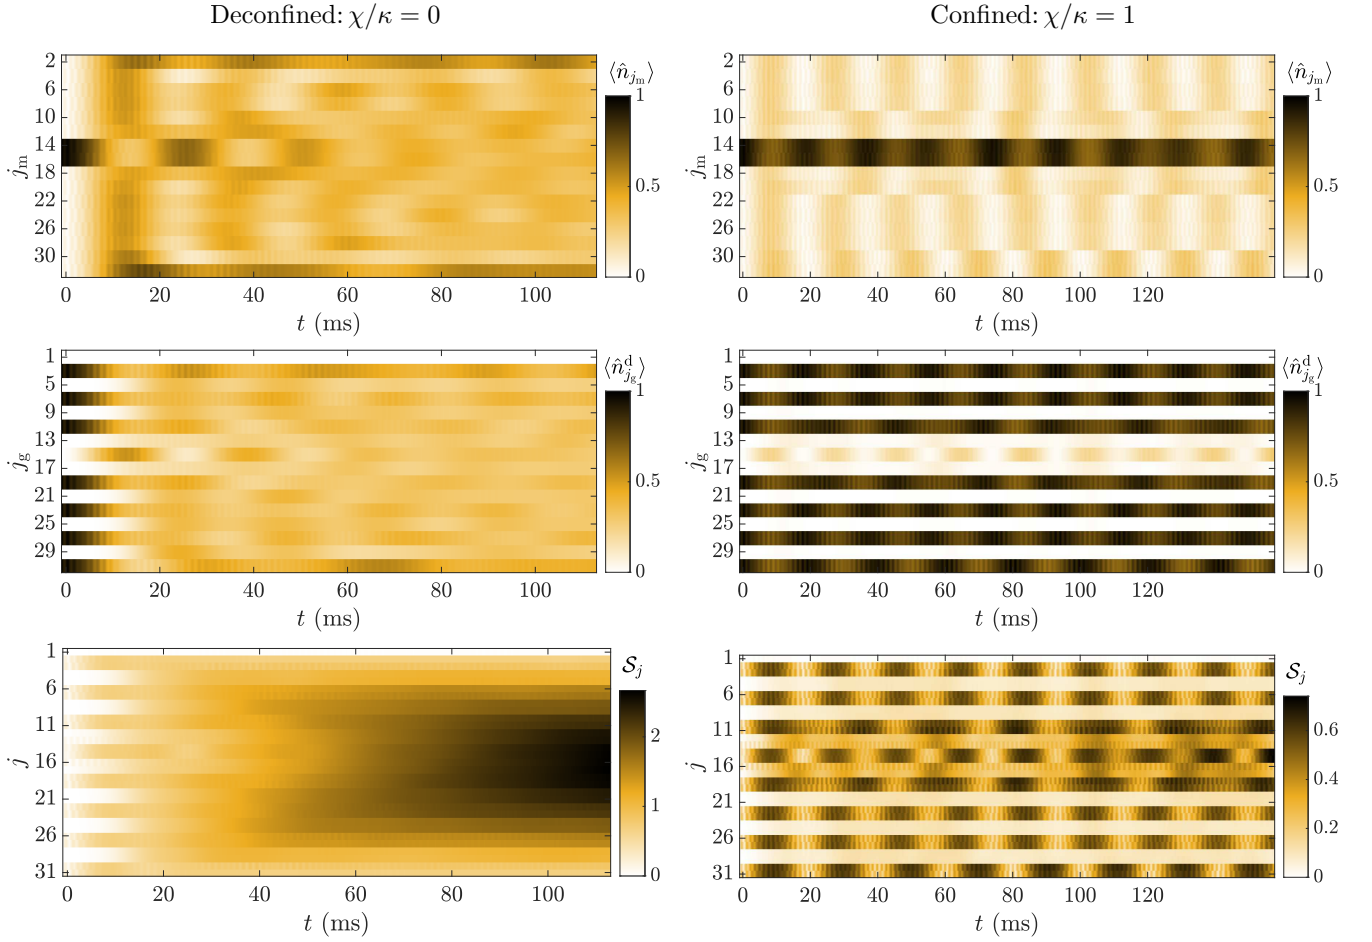 Deconfined: χ/κ = 0
Confined: χ/κ = 1
2
6
10
14
18
22
26
30
j_m
0 20 40 60 80 100
t (ms)
⟨n̂_{j_m}⟩
1
0.5
0
2
6
10
14
18
22
26
30
j_m
0 20 40 60 80 100 120
t (ms)
⟨n̂_{j_m}⟩
1
0.5
0
1
5
9
13
17
21
25
29
j_g
0 20 40 60 80 100
t (ms)
⟨n̂^d_{j_g}⟩
1
0.5
0
1
5
9
13
17
21
25
29
j_g
0 20 40 60 80 100 120
t (ms)
⟨n̂^d_{j_g}⟩
1
0.5
0
1
6
11
16
21
26
31
j
0 20 40 60 80 100
t (ms)
𝒮_j
2
1
0
1
6
11
16
21
26
31
j
0 20 40 60 80 100 120
t (ms)
𝒮_j
0.6
0.4
0.2
0